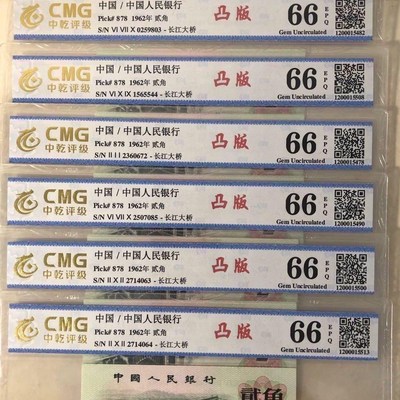 CMG
中乾评级
中国 / 中国人民银行
Pick# 878 1962年 贰角
S/N Ⅵ Ⅶ Ⅹ 0259803 - 长江大桥
凸版
66 EPQ
Gem Uncirculated
1200015482
CMG
中乾评级
中国 / 中国人民银行
Pick# 878 1962年 贰角
S/N Ⅵ Ⅸ Ⅸ 1565544 - 长江大桥
凸版
66 EPQ
Gem Uncirculated
1200015508
CMG
中乾评级
中国 / 中国人民银行
Pick# 878 1962年 贰角
S/N Ⅱ Ⅰ Ⅰ 2360672 - 长江大桥
凸版
66 EPQ
Gem Uncirculated
1200015478
CMG
中乾评级
中国 / 中国人民银行
Pick# 878 1962年 贰角
S/N Ⅵ Ⅶ Ⅹ 2507085 - 长江大桥
凸版
66 EPQ
Gem Uncirculated
1200015490
CMG
中乾评级
中国 / 中国人民银行
Pick# 878 1962年 贰角
S/N Ⅱ Ⅹ Ⅱ 2714063 - 长江大桥
凸版
66 EPQ
Gem Uncirculated
1200015500
CMG
中乾评级
中国 / 中国人民银行
Pick# 878 1962年 贰角
S/N Ⅱ Ⅹ Ⅱ 2714064 - 长江大桥
凸版
66 EPQ
Gem Uncirculated
1200015513
中國人民銀行
贰角